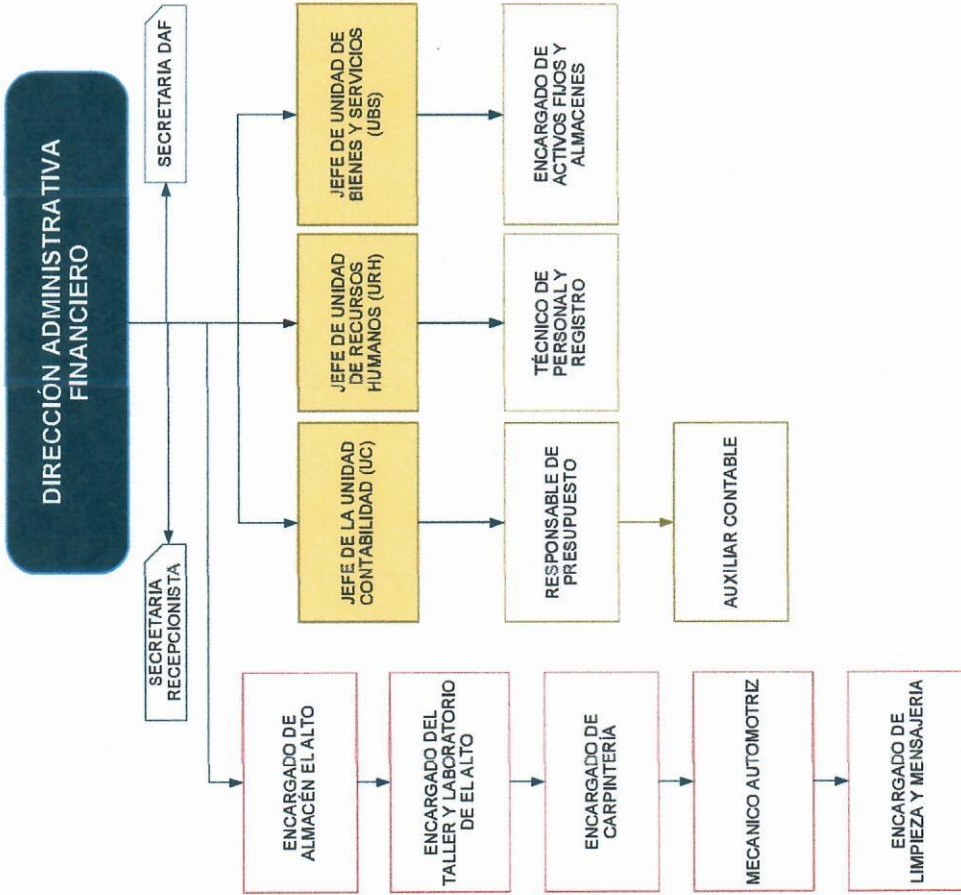 DIRECCIÓN ADMINISTRATIVA
FINANCIERO
SECRETARIA
RECEPCIONISTA
SECRETARIA DAF
JEFE DE LA UNIDAD
CONTABILIDAD (UC)
JEFE DE UNIDAD
DE RECURSOS
HUMANOS (URH)
JEFE DE UNIDAD DE
BIENES Y SERVICIOS
(UBS)
ENCARGADO DE
ALMACÉN EL ALTO
ENCARGADO DEL
TALLER Y LABORATORIO
DE EL ALTO
ENCARGADO DE
CARPINTERÍA
MECANICO AUTOMOTRIZ
ENCARGADO DE
LIMPIEZA Y MENSAJERIA
RESPONSABLE DE
PRESUPUESTO
AUXILIAR CONTABLE
TÉCNICO DE
PERSONAL Y
REGISTRO
ENCARGADO DE
ACTIVOS FIJOS Y
ALMACENES